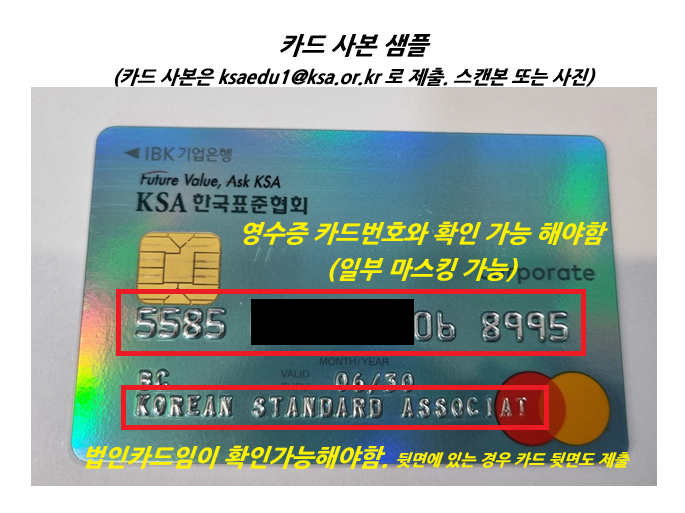 카드 사본 샘플
(카드 사본은 ksaedu1@ksa.or.kr 로 제출. 스캔본 또는 사진)
IBK 기업은행
Future Value, Ask KSA
KSA 한국표준협회
영수증 카드번호와 확인 가능 해야함
(일부 마스킹 가능)
porate
5585 06 8995
MONTH/YEAR
BC VALID THRU 06/30
KOREAN STANDARD ASSOCIAT
법인카드임이 확인가능해야함. 뒷면에 있는 경우 카드 뒷면도 제출